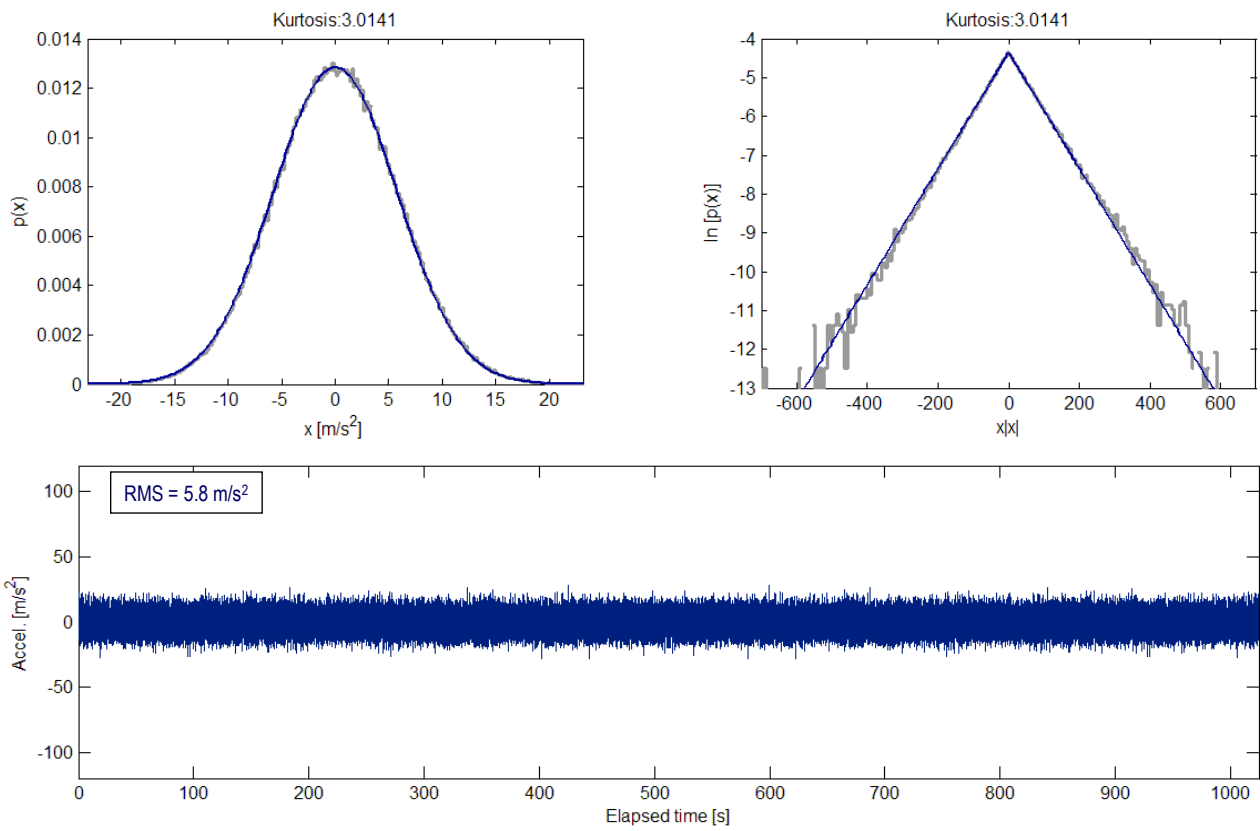 Kurtosis:3.0141
0.014
0.012
0.01
0.008
0.006
0.004
0.002
0
p(x)
-20 -15 -10 -5 0 5 10 15 20
x [m/s²]
Kurtosis:3.0141
-4
-5
-6
-7
-8
-9
-10
-11
-12
-13
ln [p(x)]
-600 -400 -200 0 200 400 600
x|x|
RMS = 5.8 m/s²
100
50
0
-50
-100
Accel. [m/s²]
0 100 200 300 400 500 600 700 800 900 1000
Elapsed time [s]